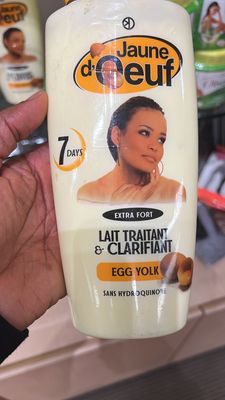 Jaune
d'Oeuf
7
DAYS
EXTRA FORT
LAIT TRAITANT
& CLARIFIANT
EGG YOLK
SANS HYDROQUINONE